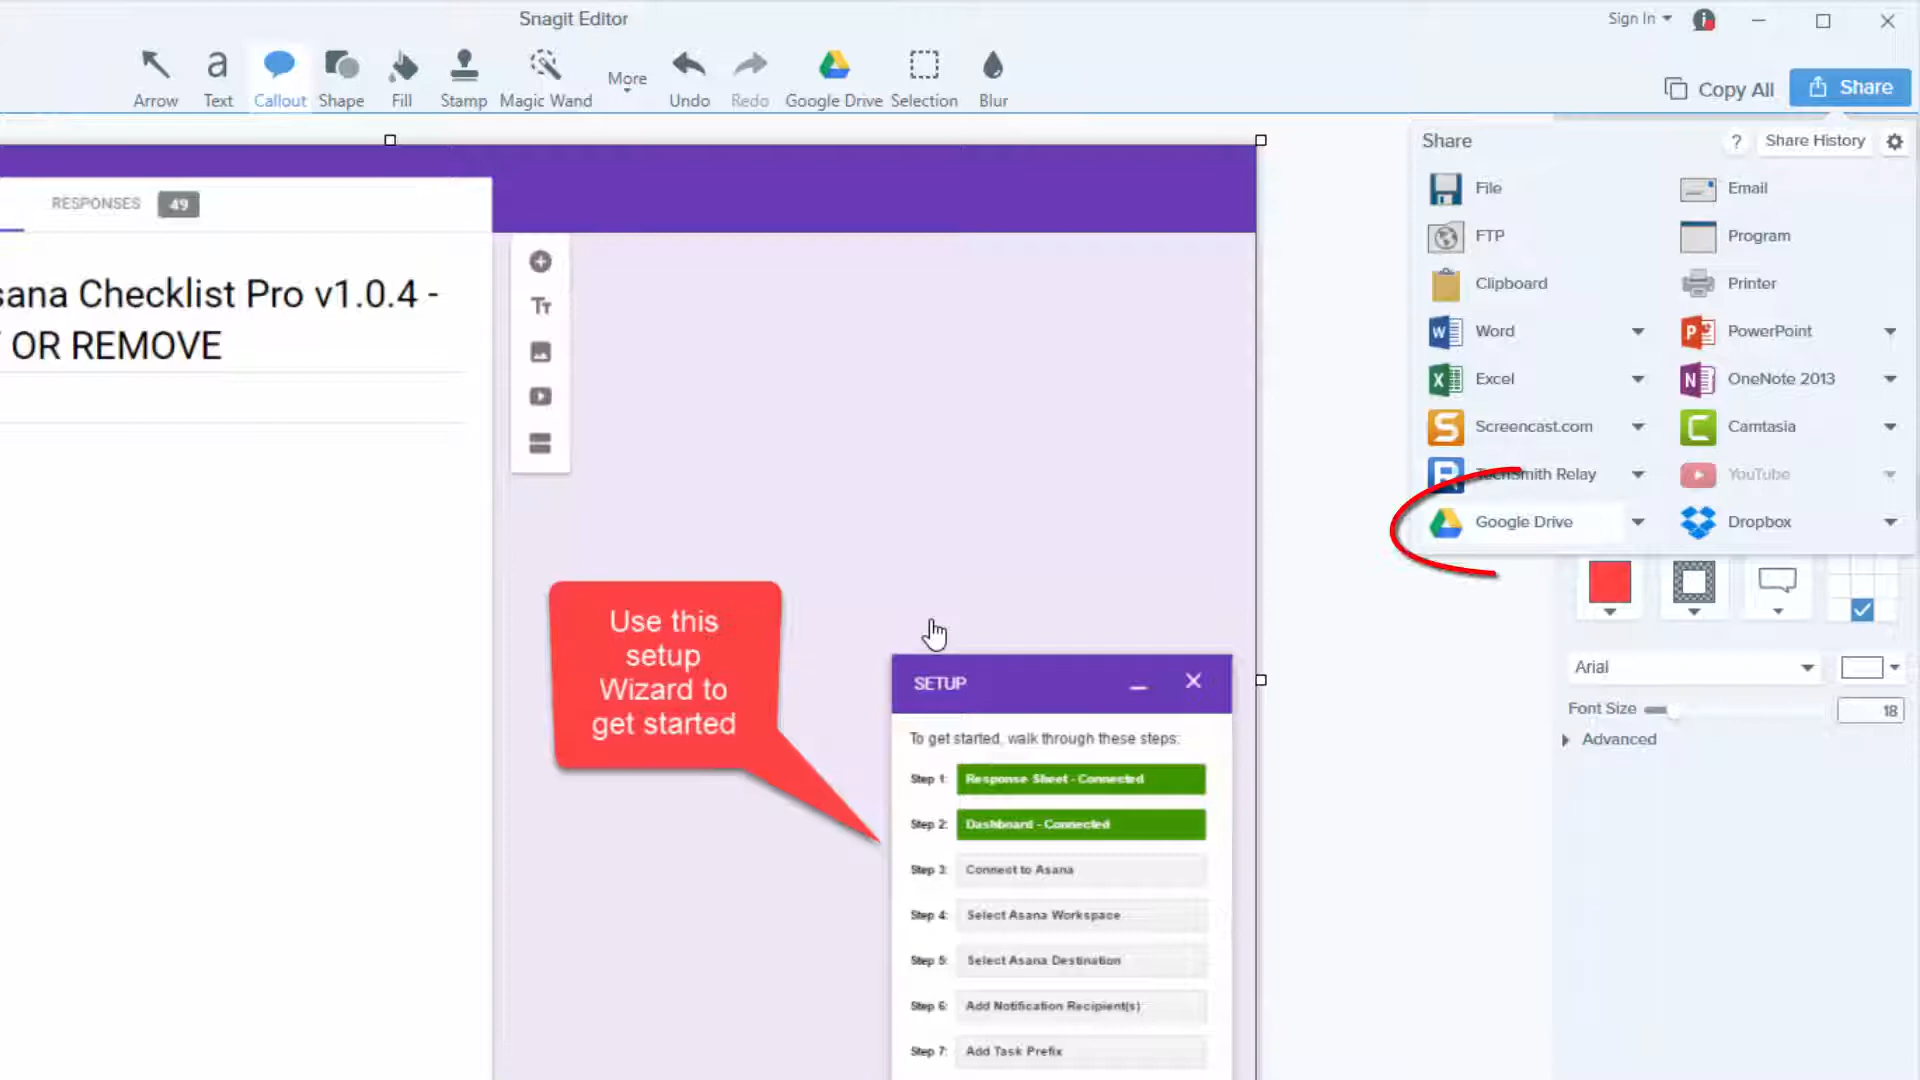 Snagit Editor
Sign In
Arrow
Text
Callout
Shape
Fill
Stamp
Magic Wand
More
Undo
Redo
Google Drive
Selection
Blur
Copy All
Share
Share
?
Share History
File
Email
FTP
Program
Clipboard
Printer
Word
PowerPoint
Excel
OneNote 2013
Screencast.com
Camtasia
TechSmith Relay
YouTube
Google Drive
Dropbox
RESPONSES 49
sana Checklist Pro v1.0.4 -
OR REMOVE
Use this
setup
Wizard to
get started
SETUP
To get started, walk through these steps:
Step 1: Response Sheet - Connected
Step 2: Dashboard - Connected
Step 3: Connect to Asana
Step 4: Select Asana Workspace
Step 5: Select Asana Destination
Step 6: Add Notification Recipient(s)
Step 7: Add Task Prefix
Arial
Font Size
18
Advanced